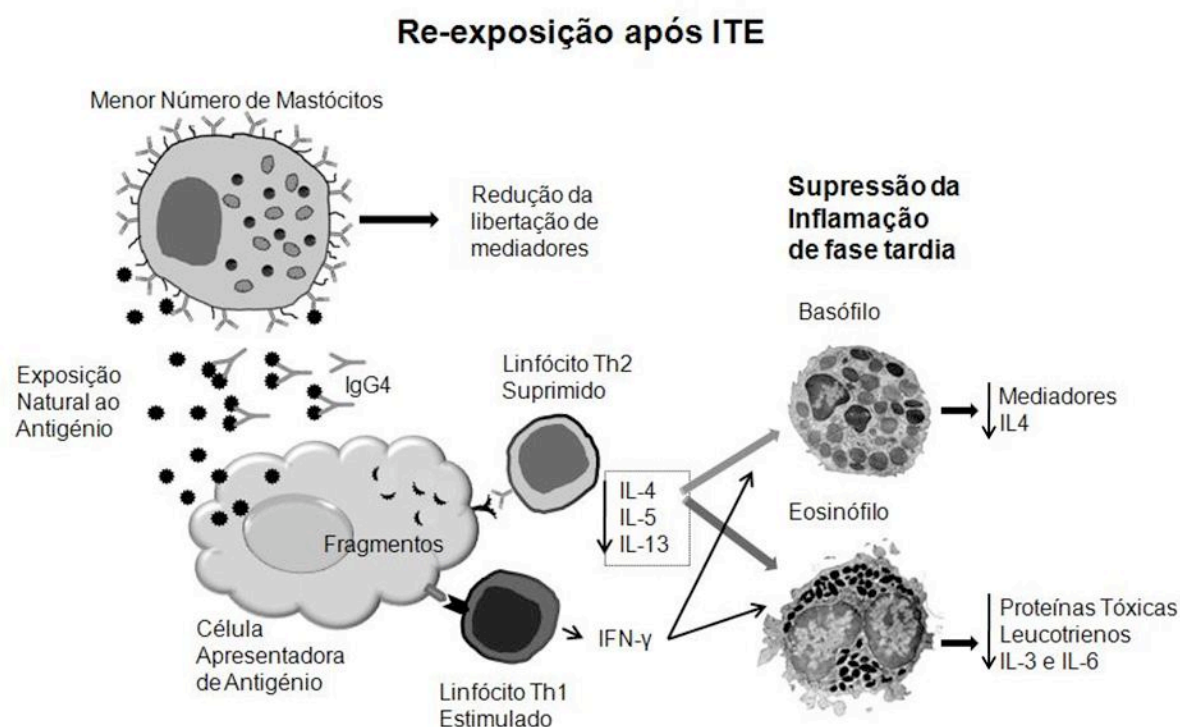 Re-exposição após ITE
Menor Número de Mastócitos
Redução da
libertação de
mediadores
Supressão da
Inflamação
de fase tardia
Basófilo
Mediadores
IL4
Exposição
Natural ao
Antigénio
IgG4
Linfócito Th2
Suprimido
IL-4
IL-5
IL-13
Eosinófilo
Fragmentos
Proteínas Tóxicas
Leucotrienos
IL-3 e IL-6
Célula
Apresentadora
de Antigénio
IFN-γ
Linfócito Th1
Estimulado